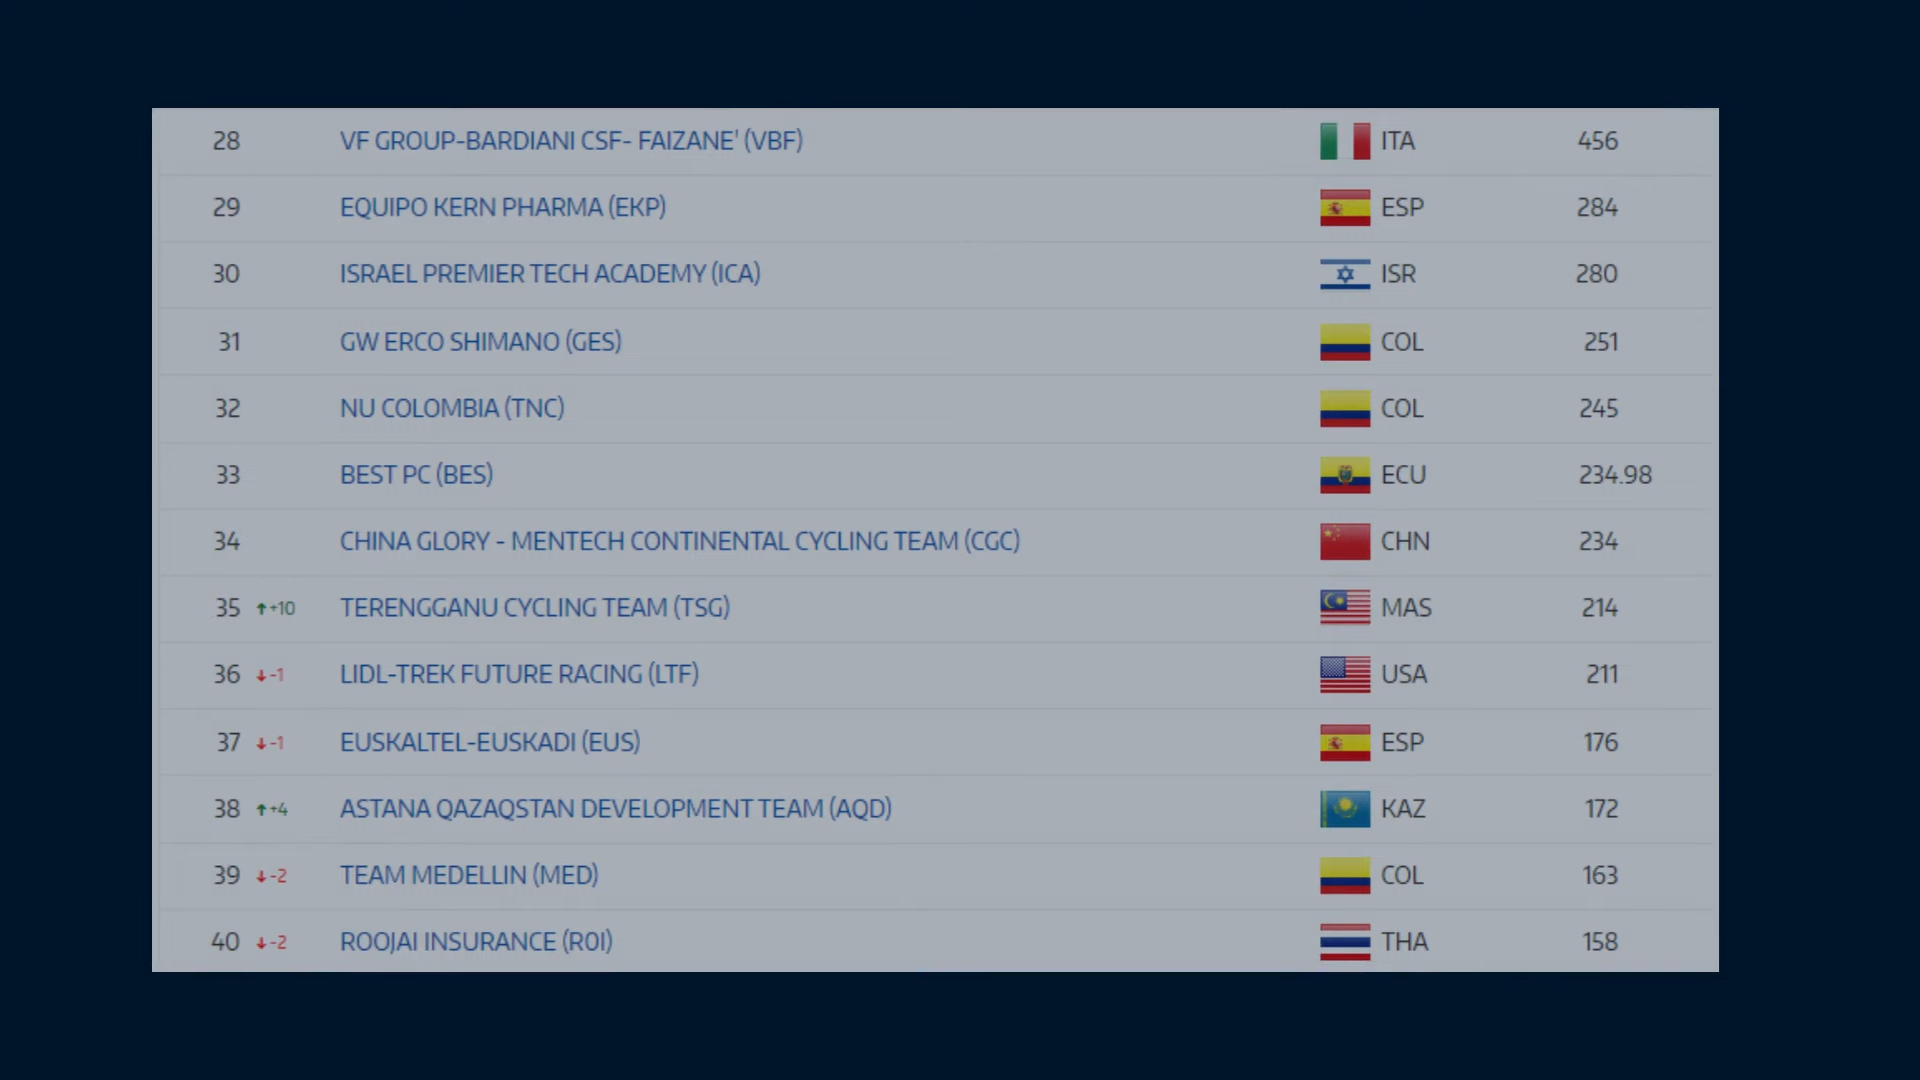 28 VF GROUP-BARDIANI CSF- FAIZANE' (VBF) ITA 456
29 EQUIPO KERN PHARMA (EKP) ESP 284
30 ISRAEL PREMIER TECH ACADEMY (ICA) ISR 280
31 GW ERCO SHIMANO (GES) COL 251
32 NU COLOMBIA (TNC) COL 245
33 BEST PC (BES) ECU 234.98
34 CHINA GLORY - MENTECH CONTINENTAL CYCLING TEAM (CGC) CHN 234
35 ↑+10 TERENGGANU CYCLING TEAM (TSG) MAS 214
36 ↓-1 LIDL-TREK FUTURE RACING (LTF) USA 211
37 ↓-1 EUSKALTEL-EUSKADI (EUS) ESP 176
38 ↑+4 ASTANA QAZAQSTAN DEVELOPMENT TEAM (AQD) KAZ 172
39 ↓-2 TEAM MEDELLIN (MED) COL 163
40 ↓-2 ROOJAI INSURANCE (ROI) THA 158